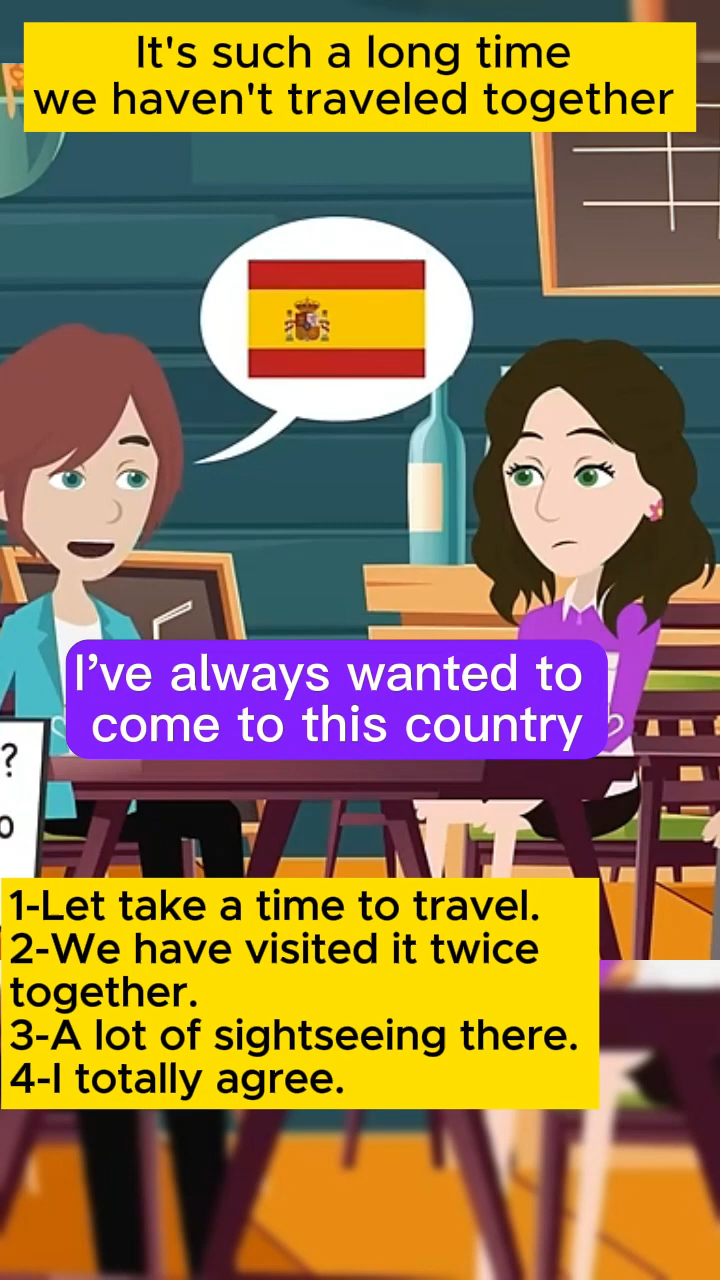 It's such a long time
we haven't traveled together
I’ve always wanted to
come to this country
?
o
1-Let take a time to travel.
2-We have visited it twice
together.
3-A lot of sightseeing there.
4-I totally agree.